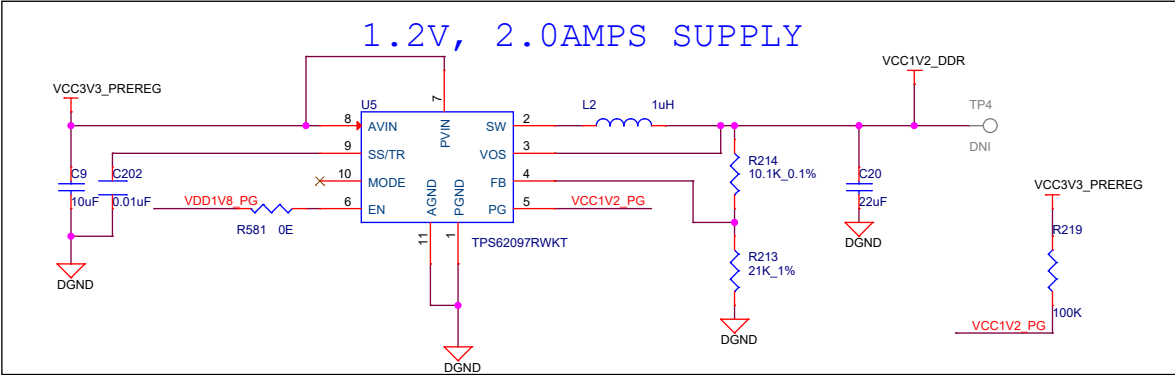 1.2V, 2.0AMPS SUPPLY
VCC3V3_PREREG
VCC1V2_DDR
U5
L2 1uH
TP4
DNI
7
8 AVIN
PVIN
SW 2
9 SS/TR
VOS 3
10 MODE
FB 4
6 EN
PG 5
AGND
PGND
11
1
TPS62097RWKT
C9
10uF
C202
0.01uF
VDD1V8_PG
R581 0E
VCC1V2_PG
R214
10.1K_0.1%
R213
21K_1%
C20
22uF
DGND
VCC3V3_PREREG
R219
100K
VCC1V2_PG
DGND
DGND
DGND